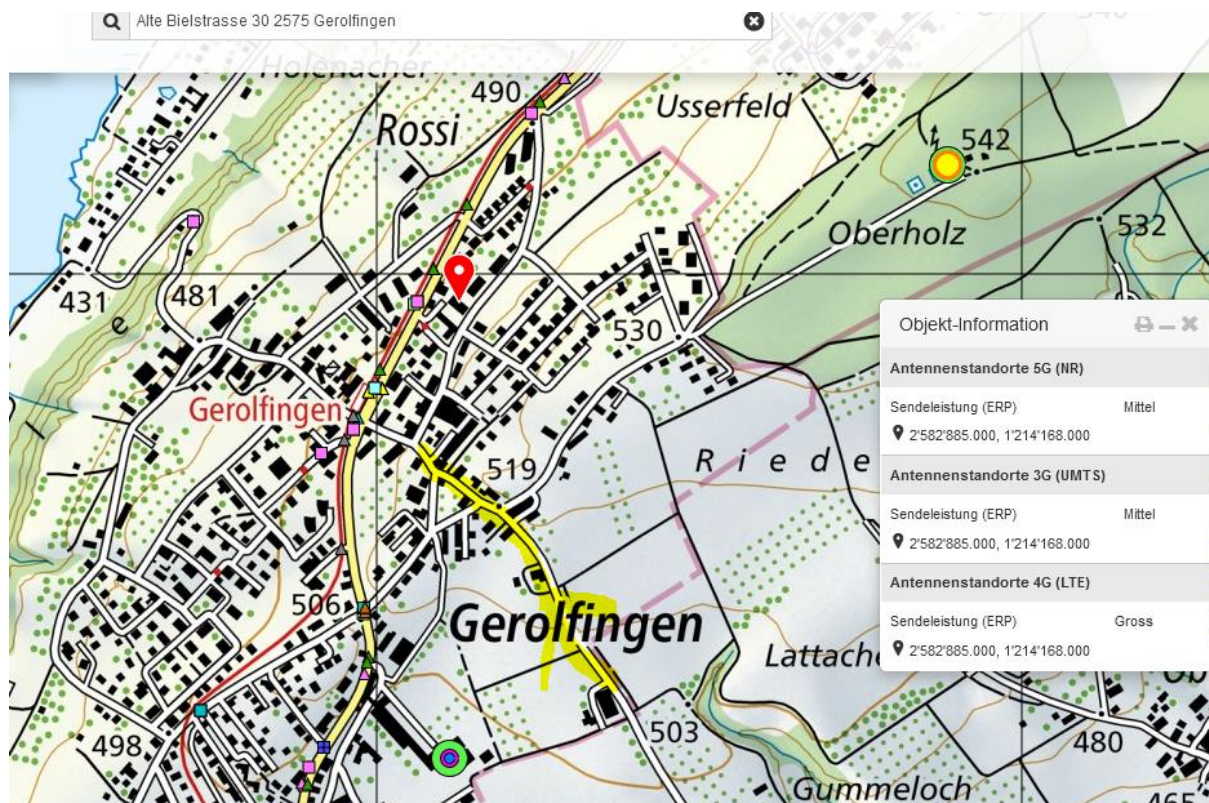 Alte Bielstrasse 30 2575 Gerolfingen
Holenacher
490
Rossi
Usserfeld
542
Oberholz
532
431
481
530
Gerolfingen
519
Riede
506
Gerolfingen
Lattache
498
503
480
Gummeloch
465
Objekt-Information
Antennenstandorte 5G (NR)
Sendeleistung (ERP) Mittel
2'582'885.000, 1'214'168.000
Antennenstandorte 3G (UMTS)
Sendeleistung (ERP) Mittel
2'582'885.000, 1'214'168.000
Antennenstandorte 4G (LTE)
Sendeleistung (ERP) Gross
2'582'885.000, 1'214'168.000